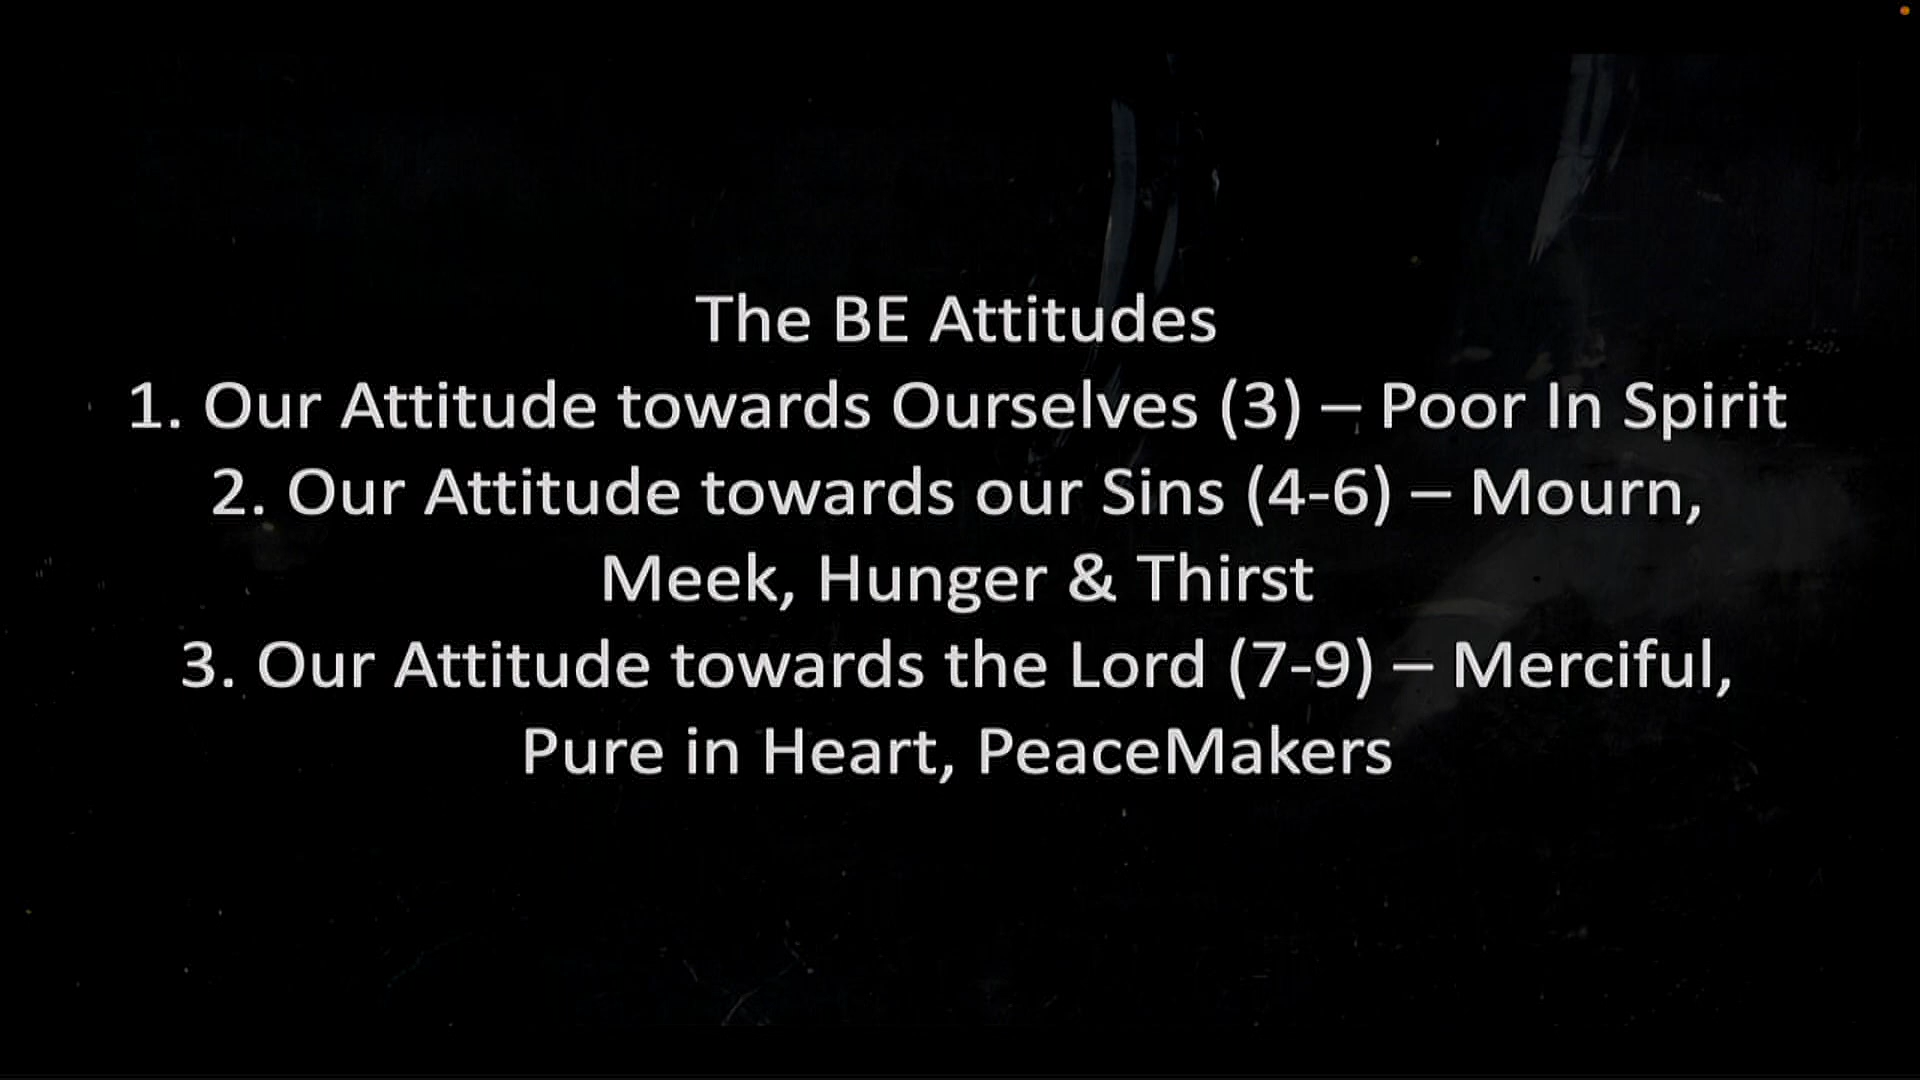 The BE Attitudes
1. Our Attitude towards Ourselves (3) – Poor In Spirit
2. Our Attitude towards our Sins (4-6) – Mourn,
Meek, Hunger & Thirst
3. Our Attitude towards the Lord (7-9) – Merciful,
Pure in Heart, PeaceMakers